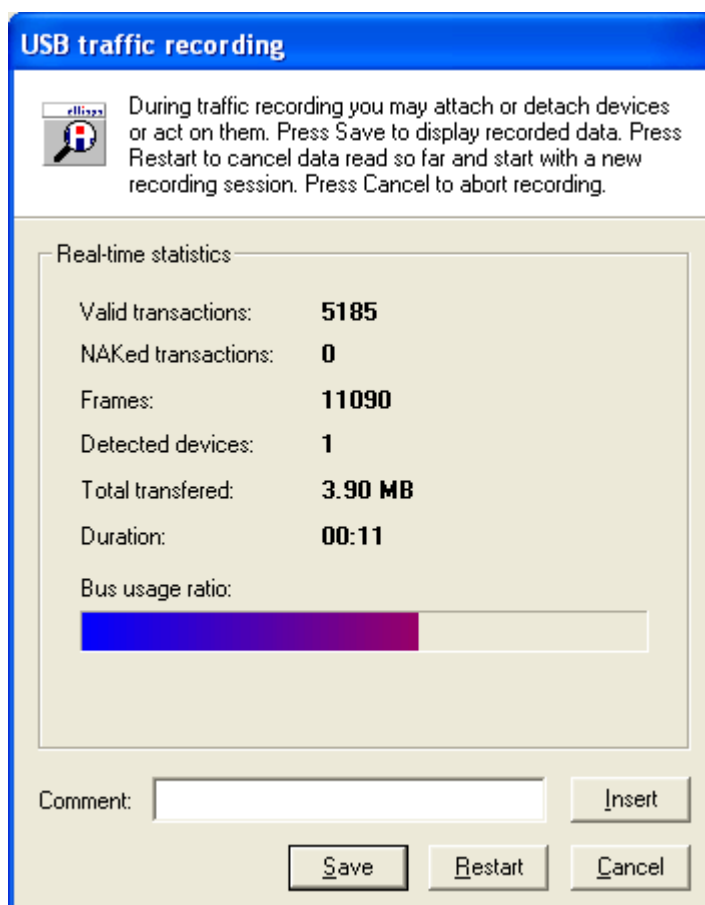 USB traffic recording
ellisys
During traffic recording you may attach or detach devices
or act on them. Press Save to display recorded data. Press
Restart to cancel data read so far and start with a new
recording session. Press Cancel to abort recording.
Real-time statistics
Valid transactions: 5185
NAKed transactions: 0
Frames: 11090
Detected devices: 1
Total transfered: 3.90 MB
Duration: 00:11
Bus usage ratio:
Comment: Insert
Save Restart Cancel